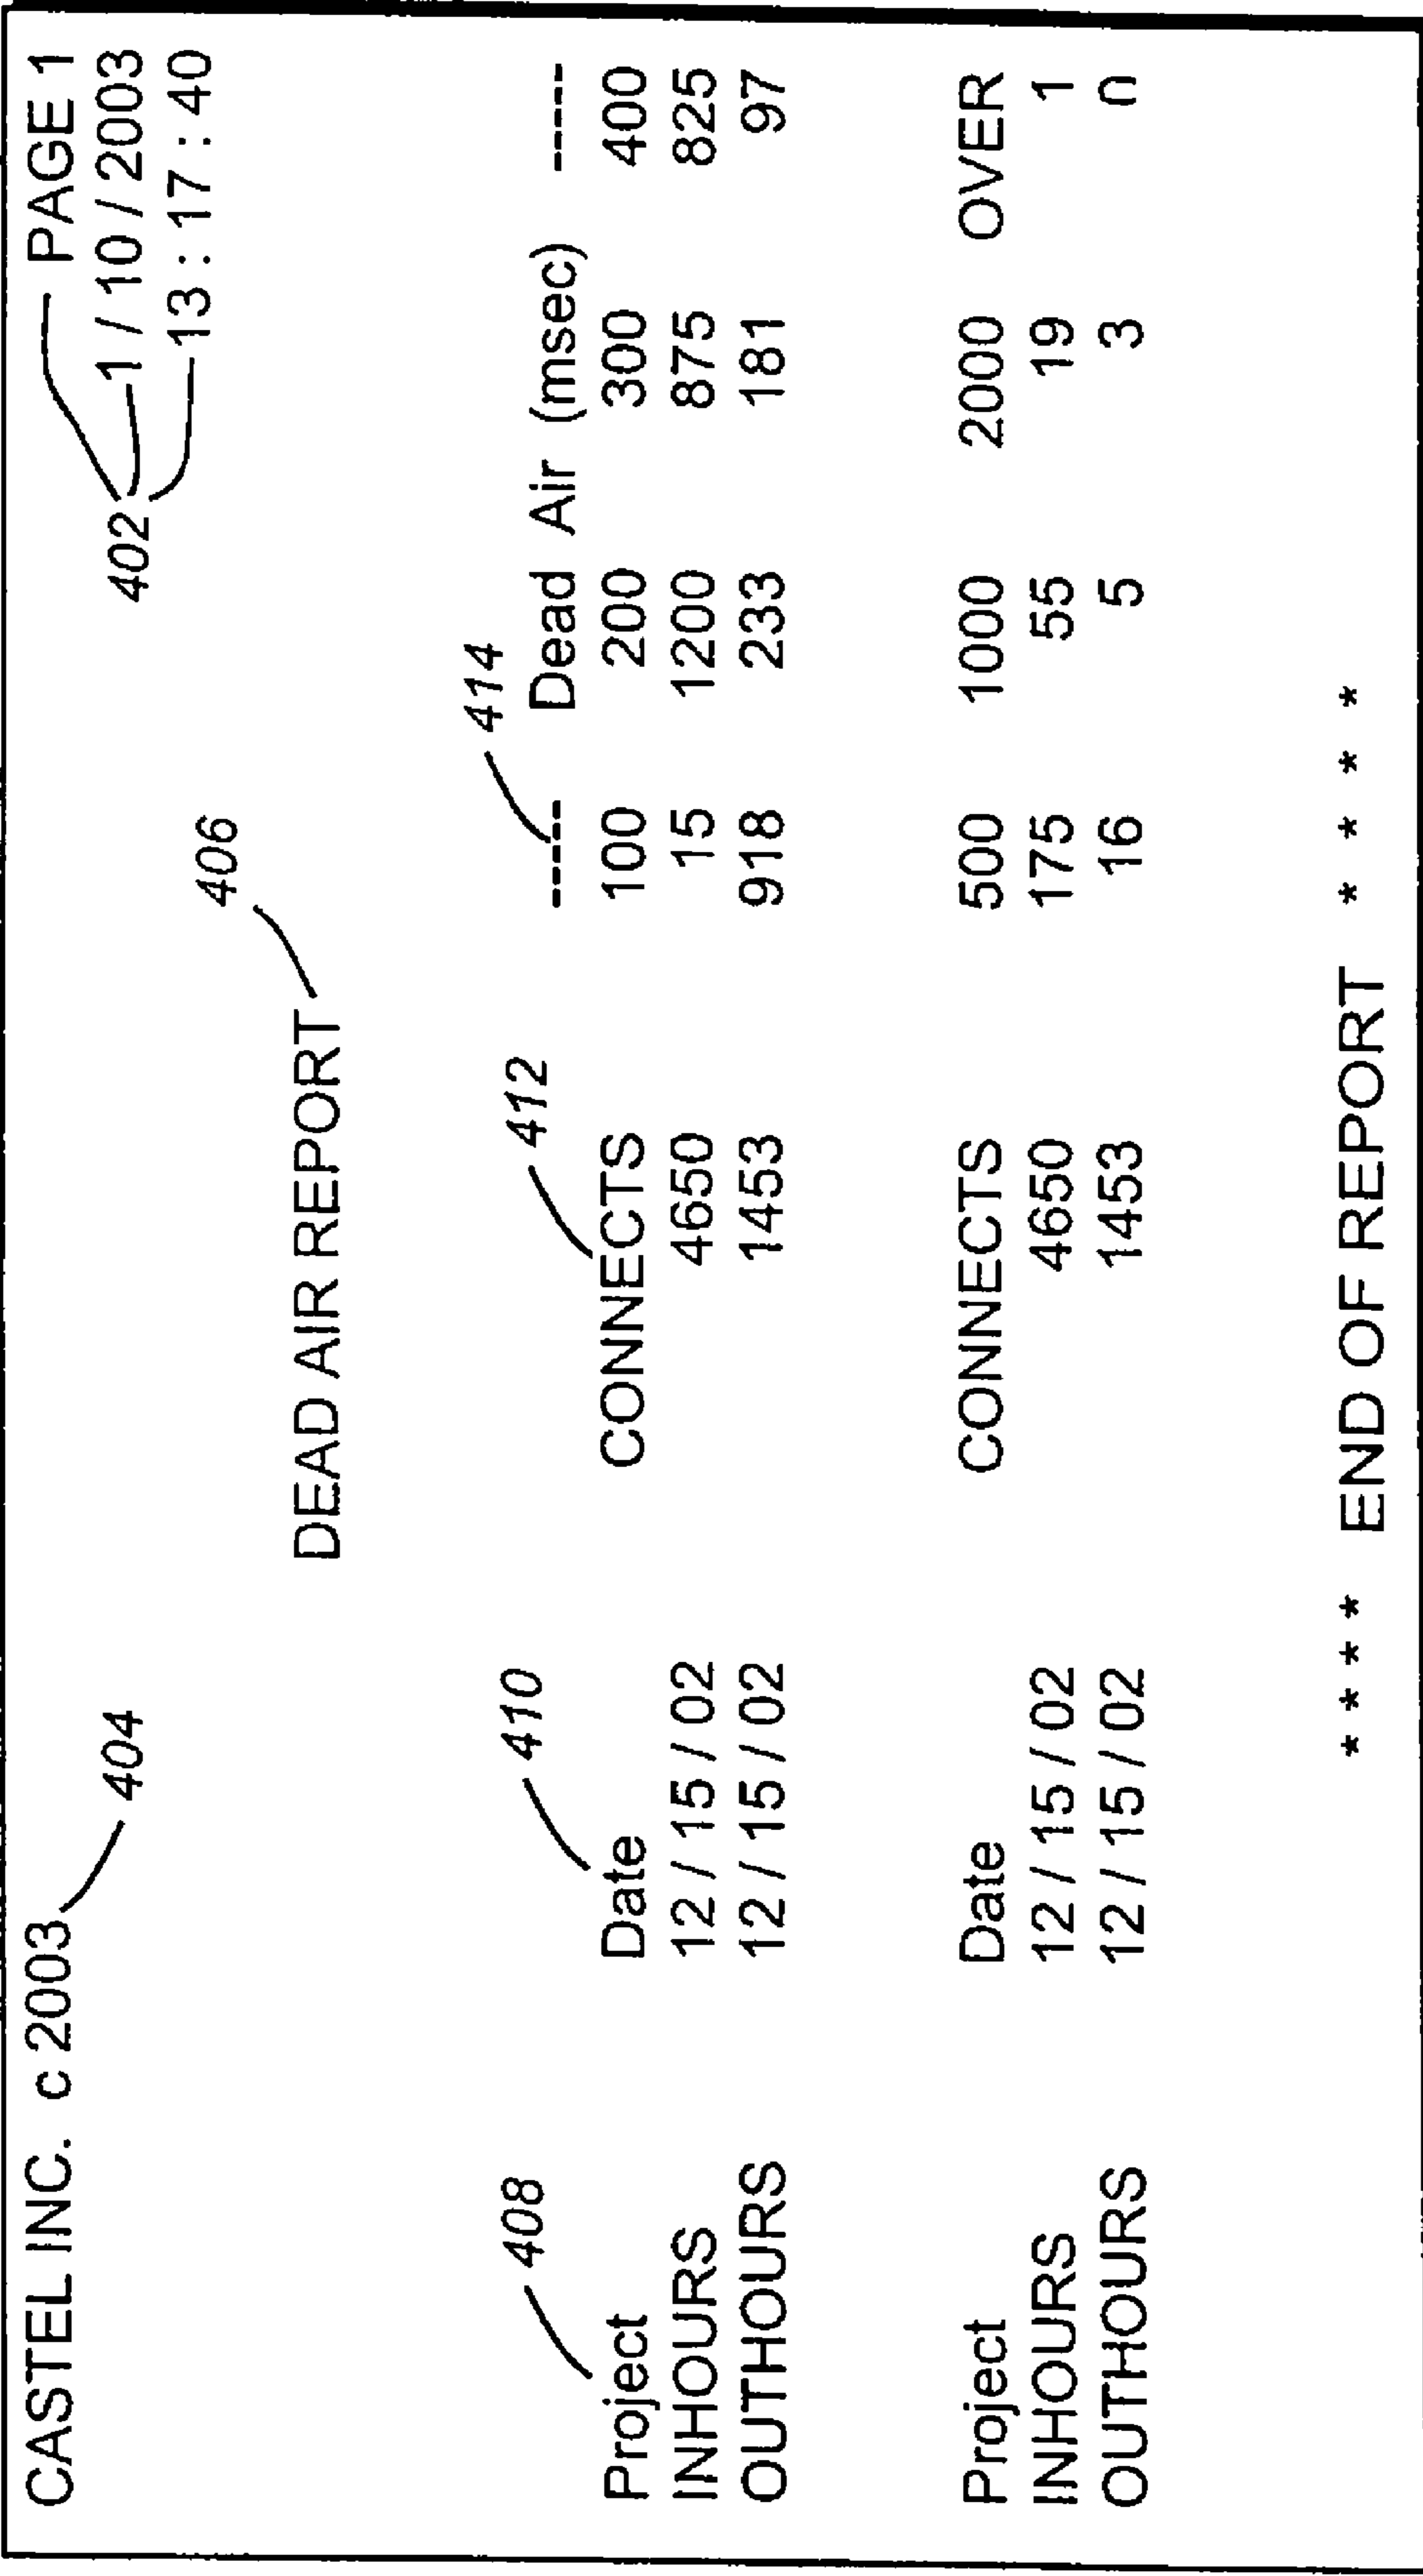 CASTEL INC. c 2003 404 402 PAGE 1
1 / 10 / 2003
13 : 17 : 40
406
DEAD AIR REPORT
408 410 412 414
----- Dead Air (msec) -----
Project Date CONNECTS 100 200 300 400
INHOURS 12 / 15 / 02 4650 15 1200 875 825
OUTHOURS 12 / 15 / 02 1453 918 233 181 97
Project Date CONNECTS 500 1000 2000 OVER
INHOURS 12 / 15 / 02 4650 175 55 19 1
OUTHOURS 12 / 15 / 02 1453 16 5 3 0
* * * * END OF REPORT * * * *